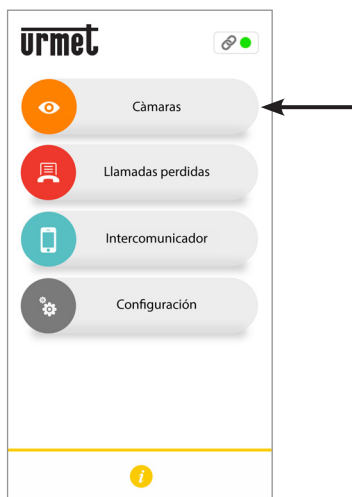 urmet
Càmaras
Llamadas perdidas
Intercomunicador
Configuración
i